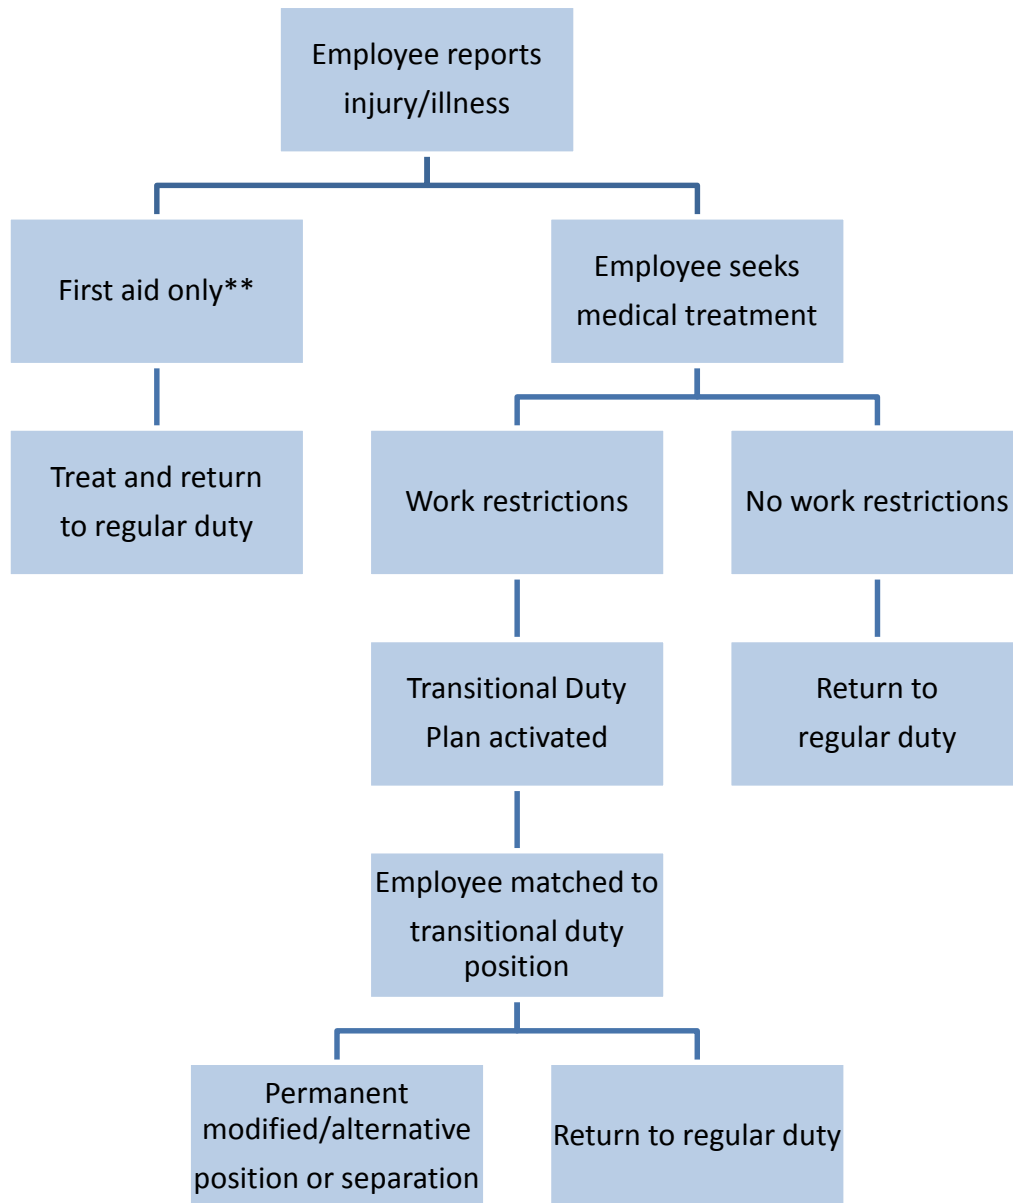 Employee reports
injury/illness
First aid only**
Employee seeks
medical treatment
Treat and return
to regular duty
Work restrictions
No work restrictions
Transitional Duty
Plan activated
Return to
regular duty
Employee matched to
transitional duty
position
Permanent
modified/alternative
position or separation
Return to regular duty